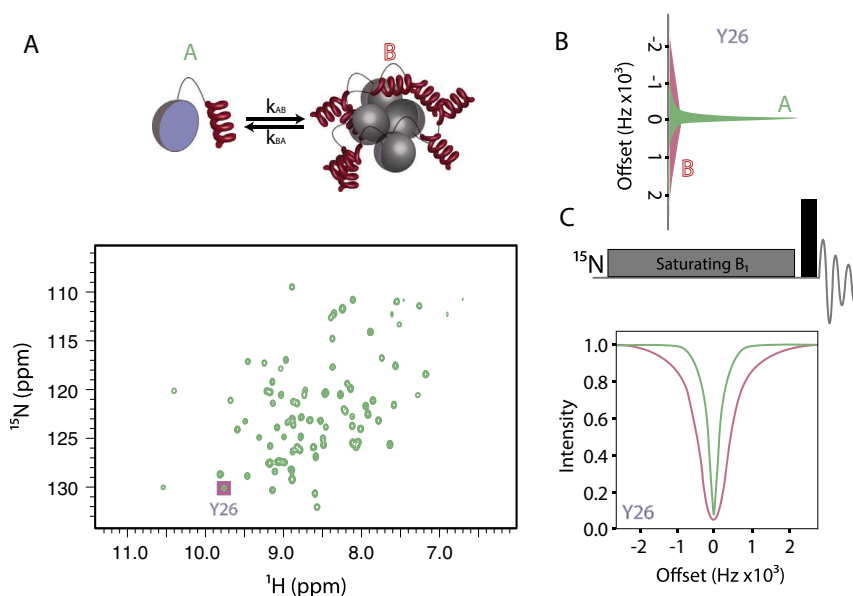 A
A
B
kAB
kBA
110
115
120
125
130
¹⁵N (ppm)
Y26
11.0 10.0 9.0 8.0 7.0
¹H (ppm)
B
Y26
-2
-1
0
1
2
Offset (Hz x10³)
A
B
C
¹⁵N
Saturating B₁
1.0
0.8
0.6
0.4
0.2
0.0
Intensity
Y26
-2 -1 0 1 2
Offset (Hz x10³)